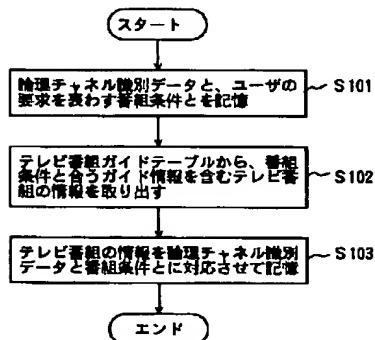 スタート
論理チャネル識別データと、ユーザの
要求を表わす番組条件とを記憶
S101
テレビ番組ガイドテーブルから、番組
条件と合うガイド情報を含むテレビ番
組の情報を取り出す
S102
テレビ番組の情報を論理チャネル識別
データと番組条件とに対応させて記憶
S103
エンド